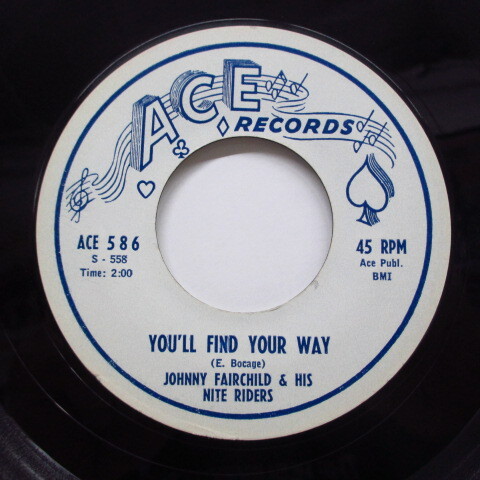 ACE
RECORDS
ACE 586
S - 558
Time: 2:00
45 RPM
Ace Publ.
BMI
YOU'LL FIND YOUR WAY
(E. Bocage)
JOHNNY FAIRCHILD & HIS
NITE RIDERS